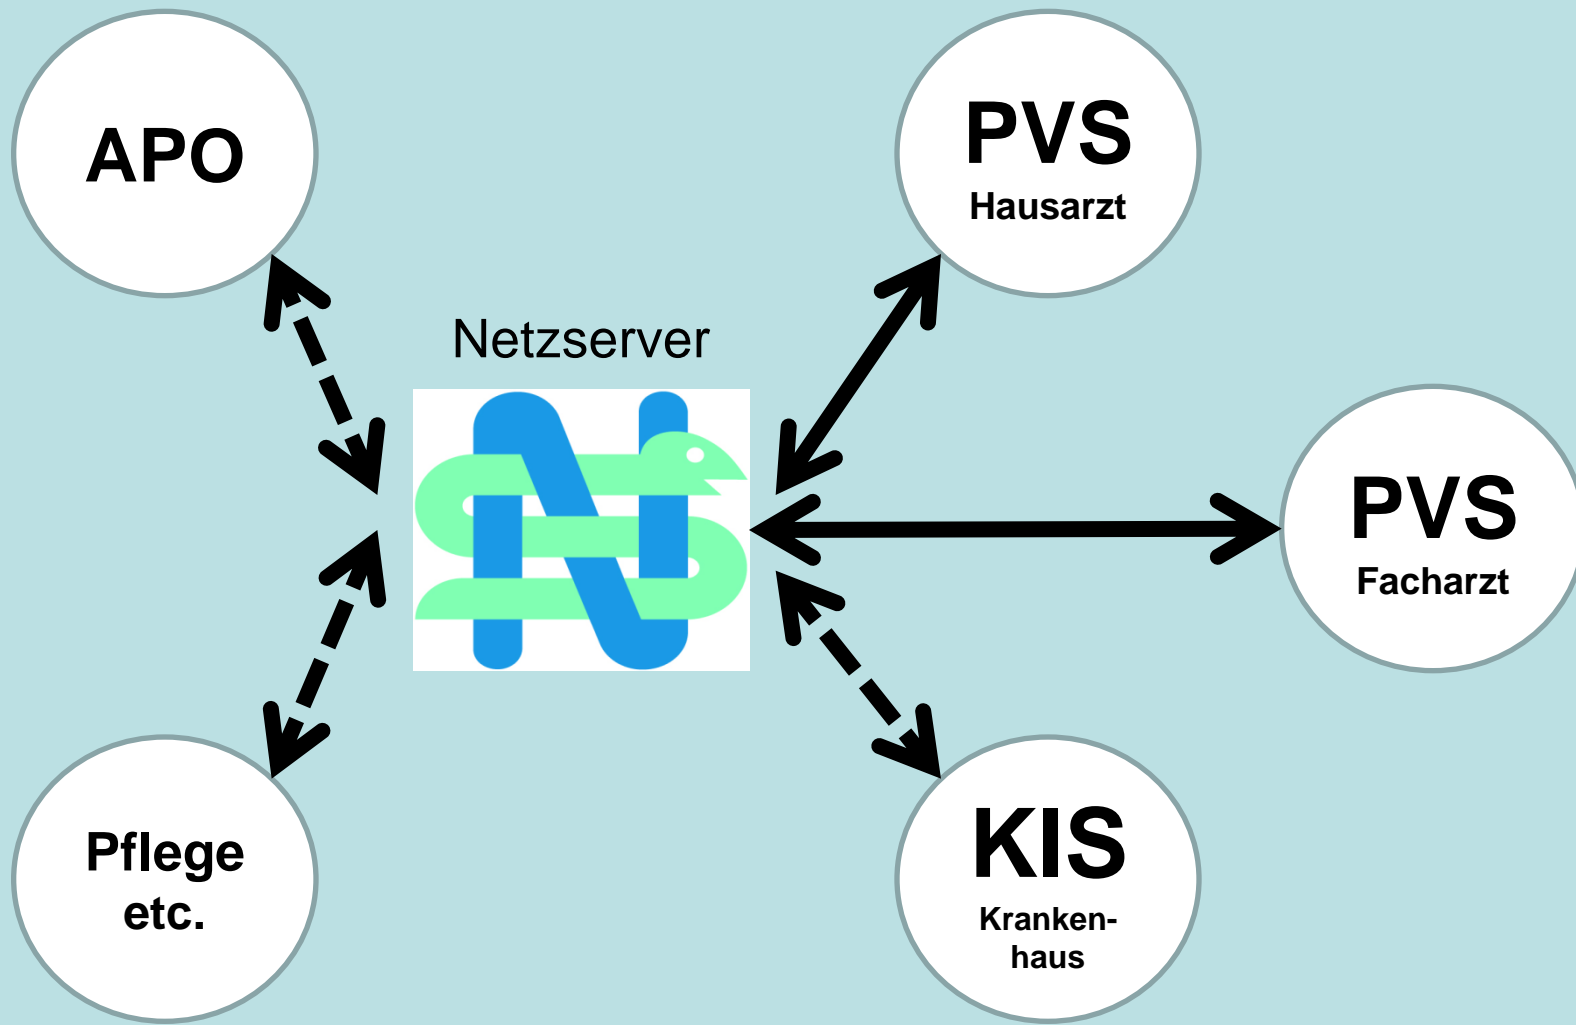 APO
PVS
Hausarzt
Netzserver
PVS
Facharzt
Pflege
etc.
KIS
Kranken-
haus